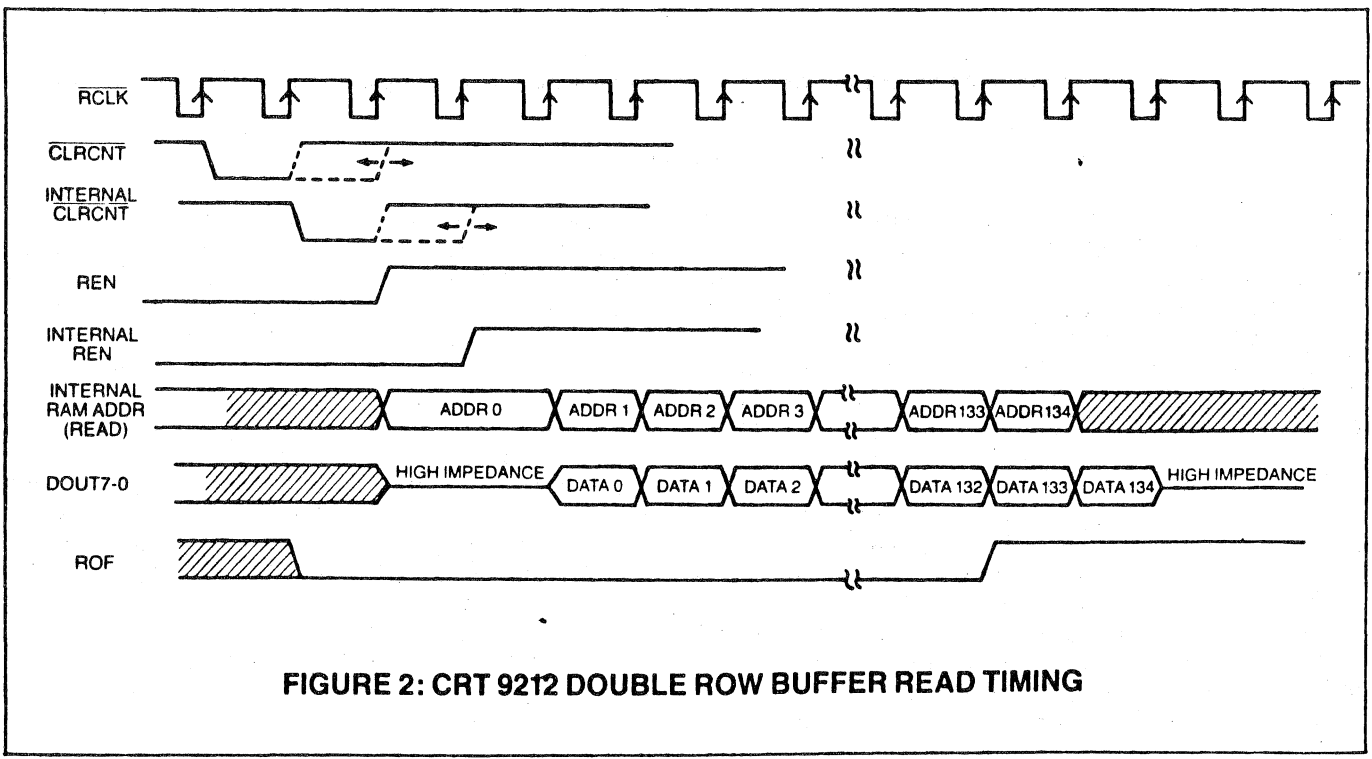 RCLK
CLRCNT
INTERNAL
CLRCNT
REN
INTERNAL
REN
INTERNAL
RAM ADDR
(READ)
ADDR 0 ADDR 1 ADDR 2 ADDR 3 ADDR 133 ADDR 134
DOUT7-0
HIGH IMPEDANCE DATA 0 DATA 1 DATA 2 DATA 132 DATA 133 DATA 134 HIGH IMPEDANCE
ROF
FIGURE 2: CRT 9212 DOUBLE ROW BUFFER READ TIMING